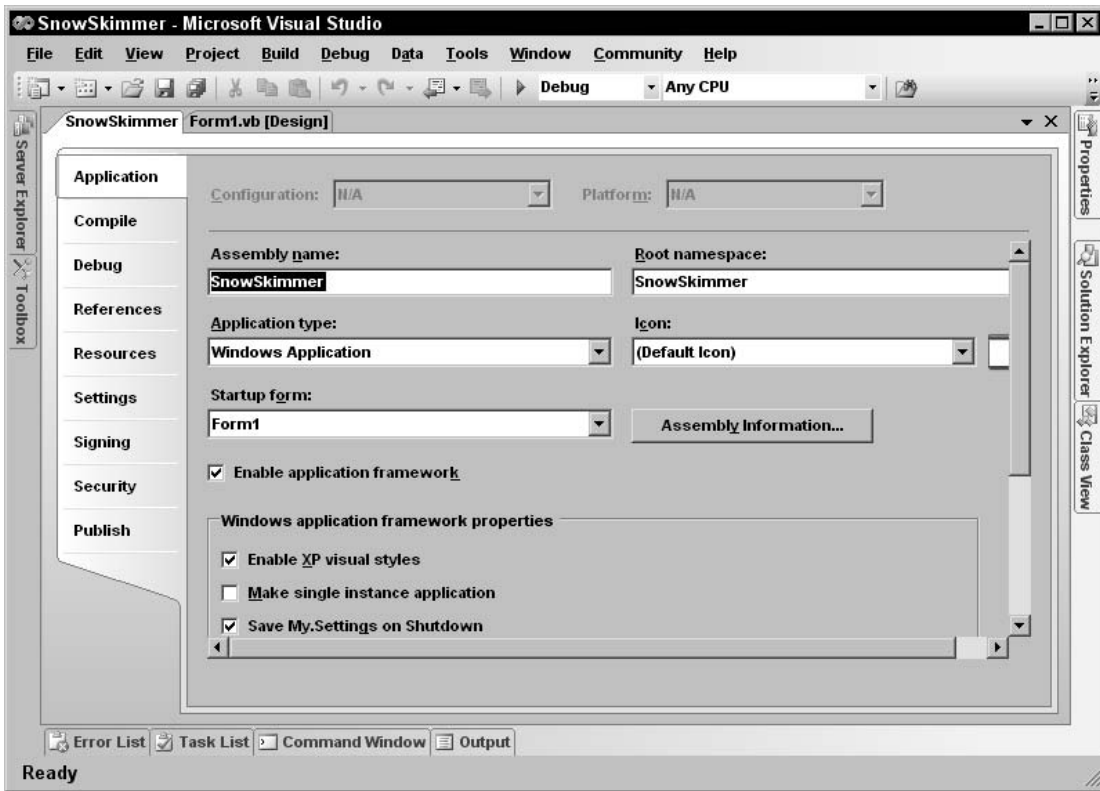 SnowSkimmer - Microsoft Visual Studio
File Edit View Project Build Debug Data Tools Window Community Help
Debug Any CPU
SnowSkimmer Form1.vb [Design]
Server Explorer
Toolbox
Application
Compile
Debug
References
Resources
Settings
Signing
Security
Publish
Configuration: N/A Platform: N/A
Assembly name: Root namespace:
SnowSkimmer SnowSkimmer
Application type: Icon:
Windows Application (Default Icon)
Startup form:
Form1 Assembly Information...
Enable application framework
Windows application framework properties
Enable XP visual styles
Make single instance application
Save My.Settings on Shutdown
Properties
Solution Explorer
Class View
Error List Task List Command Window Output
Ready